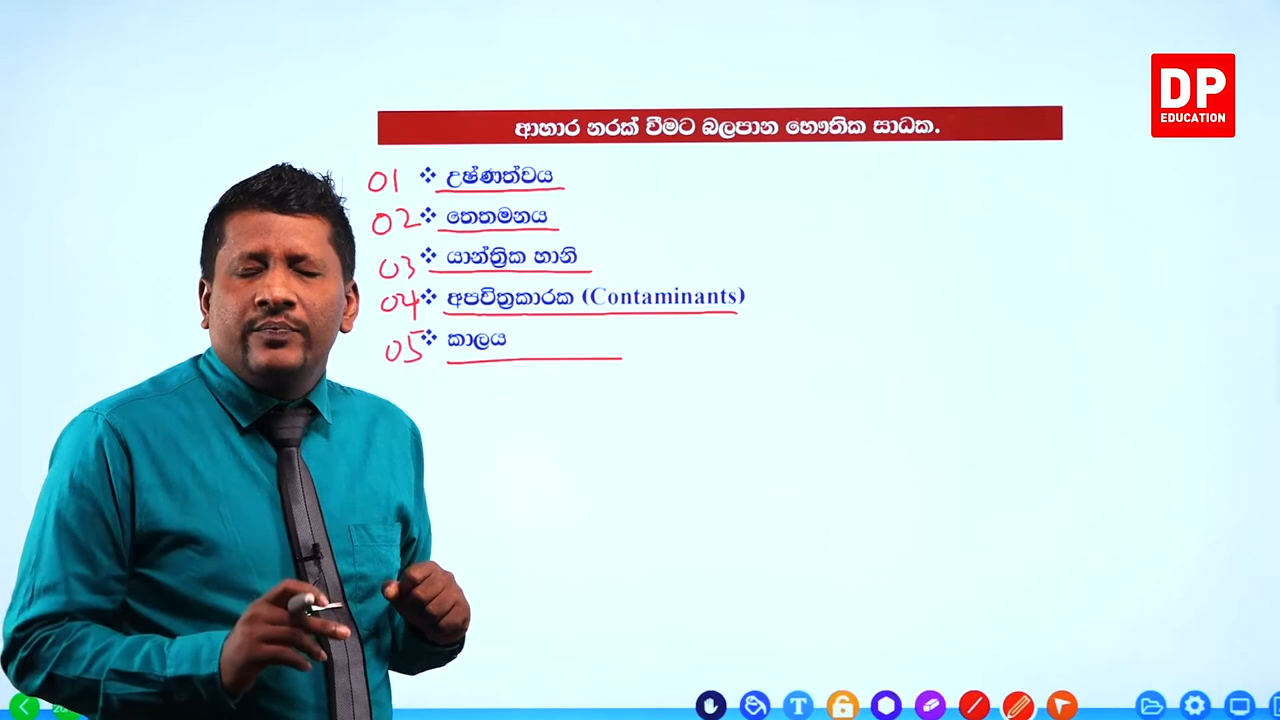 DP
EDUCATION
ආහාර නරක් වීමට බලපාන භෞතික සාධක.
01 ❖ උෂ්ණත්වය
02 ❖ තෙතමනය
03 ❖ යාන්ත්‍රික හානි
04 ❖ අපවිත්‍රකාරක (Contaminants)
05 ❖ කාලය